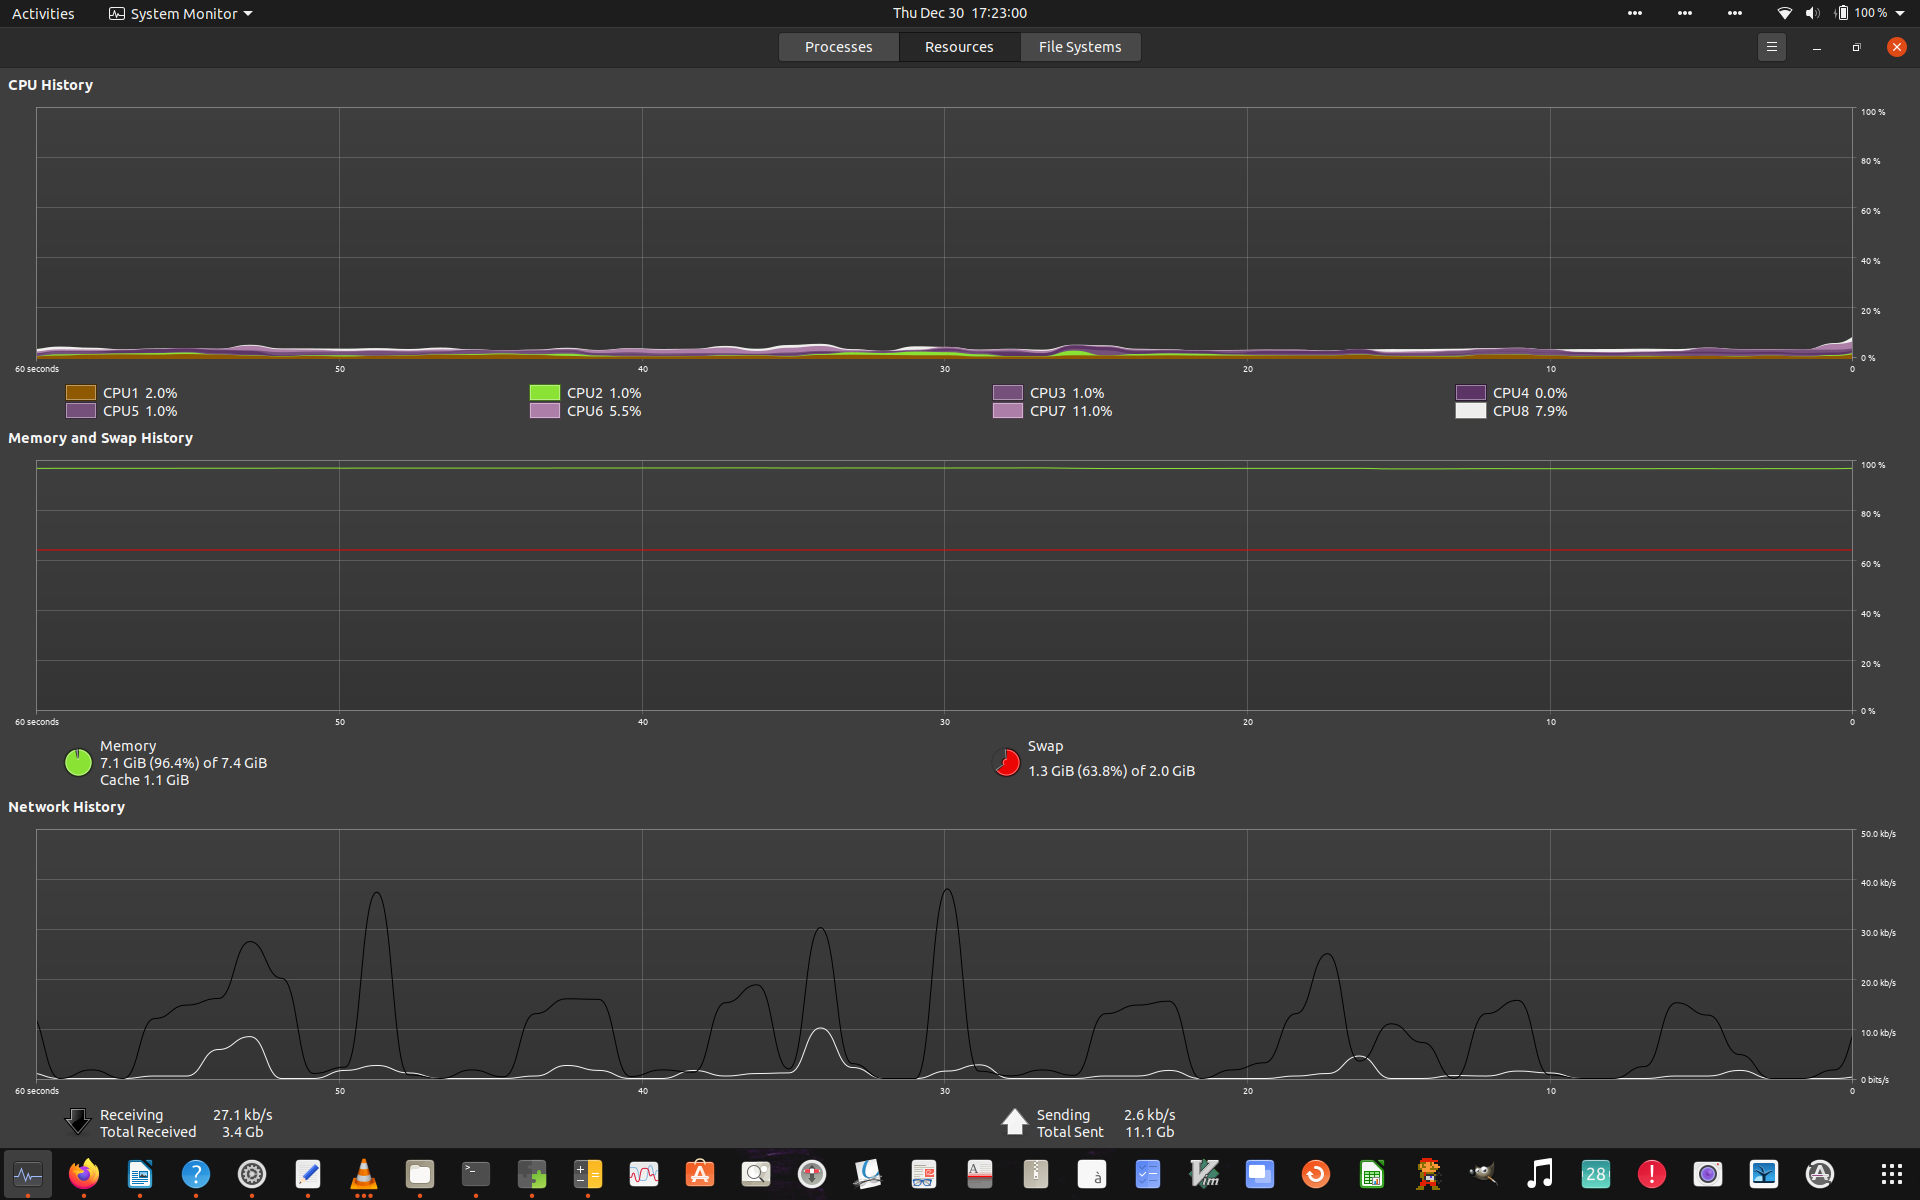 Activities System Monitor Thu Dec 30 17:23:00 100 %
Processes Resources File Systems
CPU History
100 %
80 %
60 %
40 %
20 %
0 %
60 seconds 50 40 30 20 10 0
CPU1 2.0% CPU2 1.0% CPU3 1.0% CPU4 0.0%
CPU5 1.0% CPU6 5.5% CPU7 11.0% CPU8 7.9%
Memory and Swap History
100 %
80 %
60 %
40 %
20 %
0 %
60 seconds 50 40 30 20 10 0
Memory
7.1 GiB (96.4%) of 7.4 GiB
Cache 1.1 GiB
Swap
1.3 GiB (63.8%) of 2.0 GiB
Network History
50.0 kb/s
40.0 kb/s
30.0 kb/s
20.0 kb/s
10.0 kb/s
0 bits/s
60 seconds 50 40 30 20 10 0
Receiving 27.1 kb/s
Total Received 3.4 Gb
Sending 2.6 kb/s
Total Sent 11.1 Gb
? >_ A à Vim 28 !